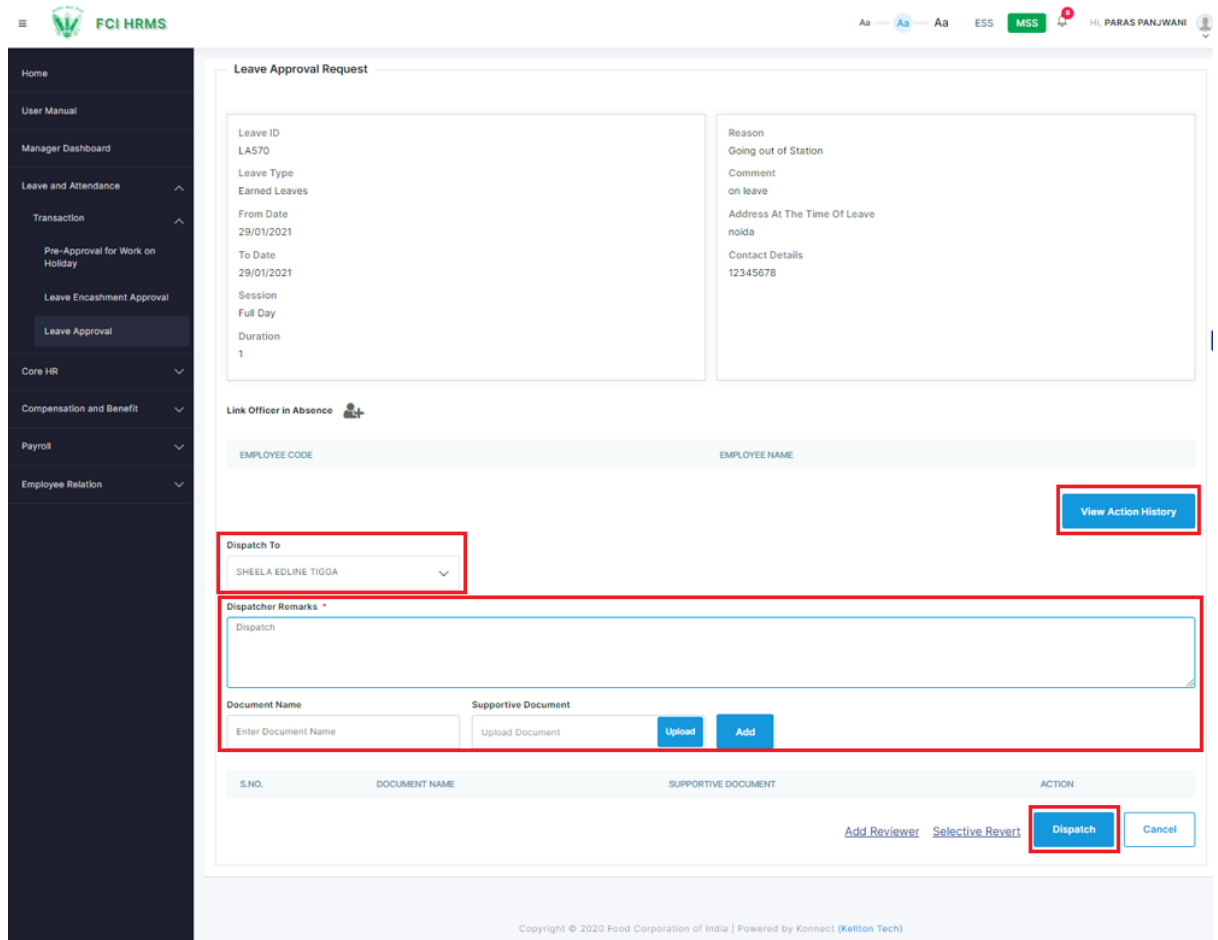 FCI HRMS
Aa Aa Aa ESS MSS Hi, PARAS PANJWANI
Home
User Manual
Manager Dashboard
Leave and Attendance
Transaction
Pre-Approval for Work on
Holiday
Leave Encashment Approval
Leave Approval
Core HR
Compensation and Benefit
Payroll
Employee Relation
Leave Approval Request
Leave ID
LA570
Leave Type
Earned Leaves
From Date
29/01/2021
To Date
29/01/2021
Session
Full Day
Duration
1
Reason
Going out of Station
Comment
on leave
Address At The Time Of Leave
noida
Contact Details
12345678
Link Officer in Absence
EMPLOYEE CODE EMPLOYEE NAME
View Action History
Dispatch To
SHEELA EDLINE TIGGA
Dispatcher Remarks *
Dispatch
Document Name Supportive Document
Enter Document Name Upload Document Upload Add
S.NO. DOCUMENT NAME SUPPORTIVE DOCUMENT ACTION
Add Reviewer Selective Revert Dispatch Cancel
Copyright © 2020 Food Corporation of India | Powered by Konnect (Kellton Tech)